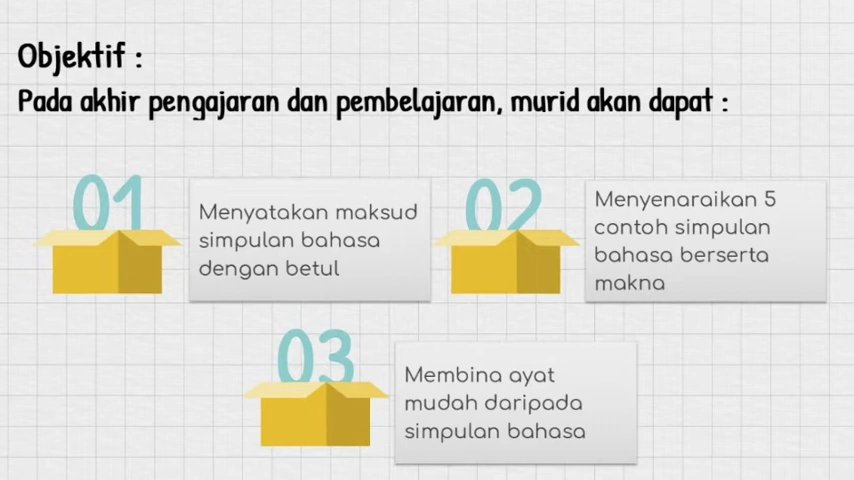 Objektif :
Pada akhir pengajaran dan pembelajaran, murid akan dapat :
01
Menyatakan maksud
simpulan bahasa
dengan betul
02
Menyenaraikan 5
contoh simpulan
bahasa berserta
makna
03
Membina ayat
mudah daripada
simpulan bahasa